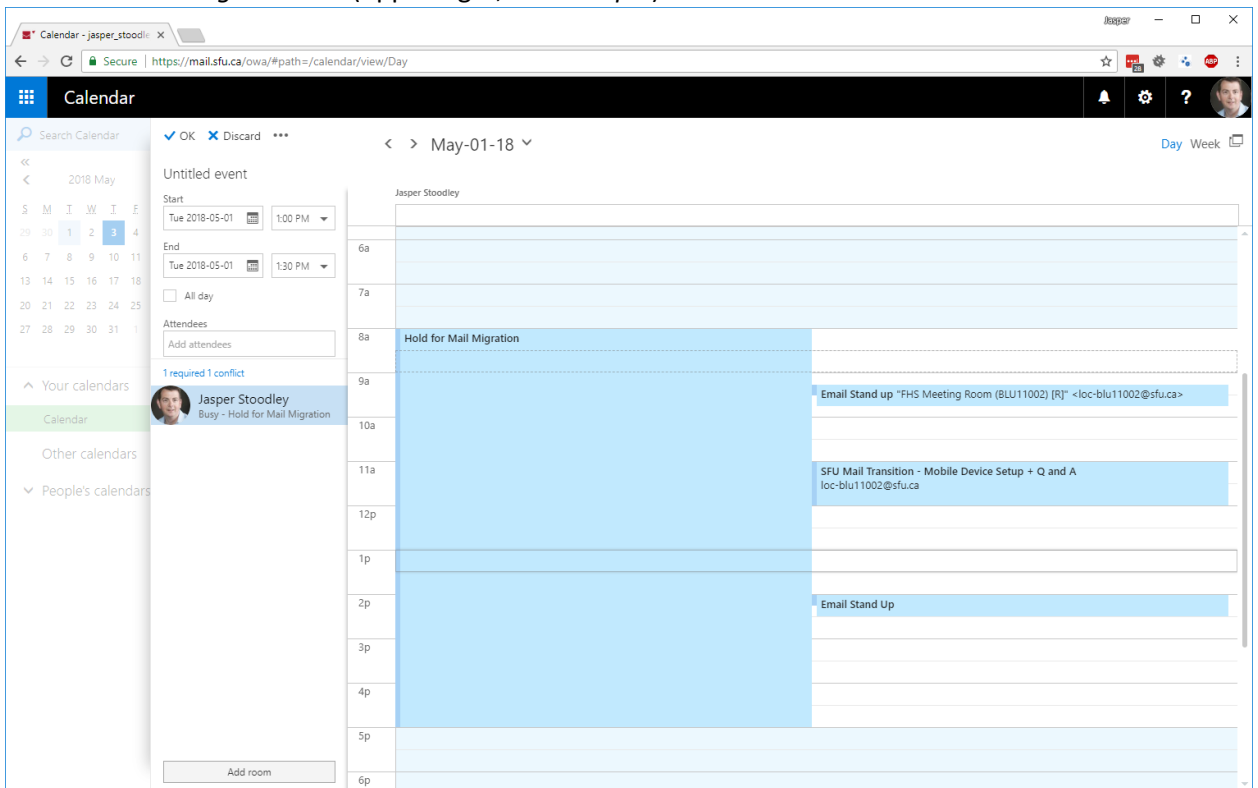 Calendar - jasper_stoodle
Jasper
Secure | https://mail.sfu.ca/owa/#path=/calendar/view/Day
28
ABP
Calendar
?
Search Calendar
OK Discard •••
May-01-18
Day Week
2018 May
S M T W T F
29 30 1 2 3 4
6 7 8 9 10 11
13 14 15 16 17 18
20 21 22 23 24 25
27 28 29 30 31 1
Your calendars
Calendar
Other calendars
People's calendars
Untitled event
Start
Tue 2018-05-01 1:00 PM
End
Tue 2018-05-01 1:30 PM
All day
Attendees
Add attendees
1 required 1 conflict
Jasper Stoodley
Busy - Hold for Mail Migration
Add room
Jasper Stoodley
6a
7a
8a
Hold for Mail Migration
9a
Email Stand up "FHS Meeting Room (BLU11002) [R]" <loc-blu11002@sfu.ca>
10a
11a
SFU Mail Transition - Mobile Device Setup + Q and A
loc-blu11002@sfu.ca
12p
1p
2p
Email Stand Up
3p
4p
5p
6p